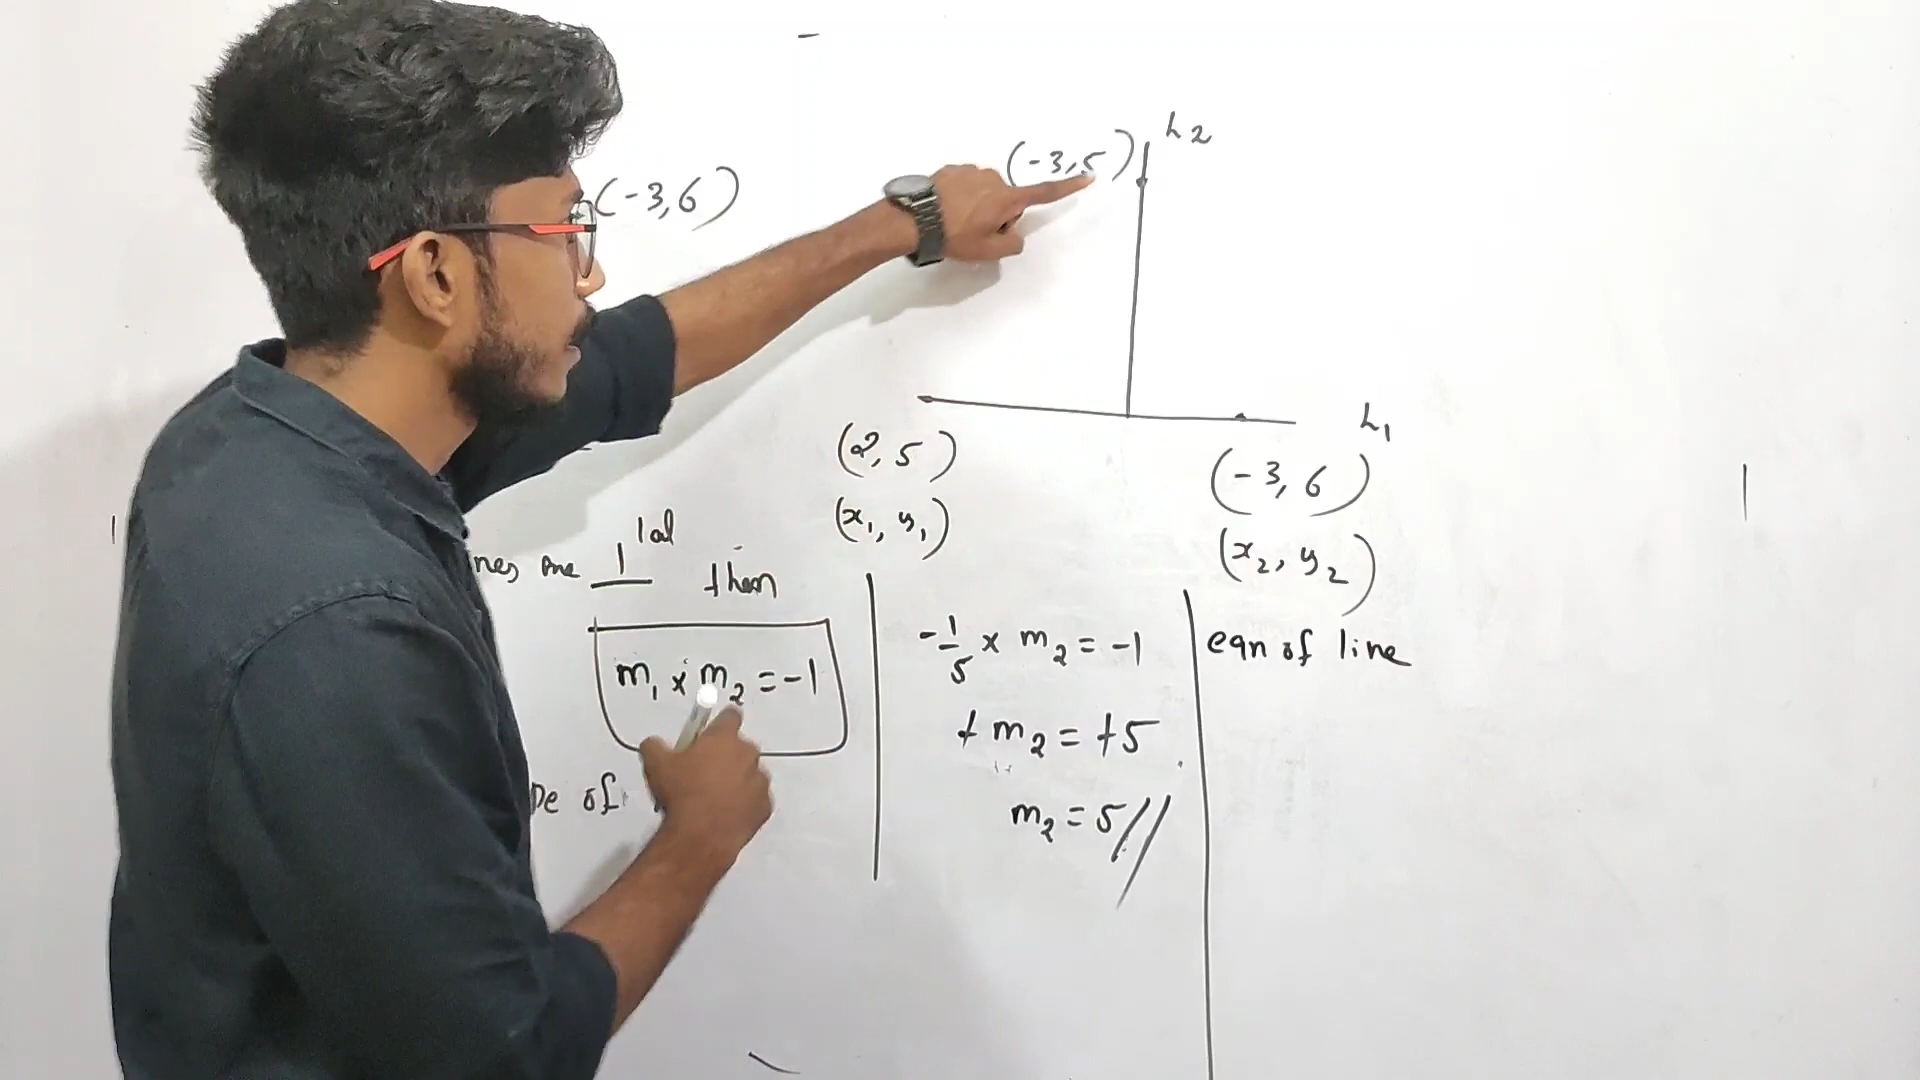 L2
(-3,5)
(-3,6)
L1
(2, 5)
(-3, 6)
(x1, y1)
(x2, y2)
nes are ⊥lal then
m1 x m2 = -1
pe of
-1/5 x m2 = -1
+ m2 = +5
m2 = 5//
eqn of line